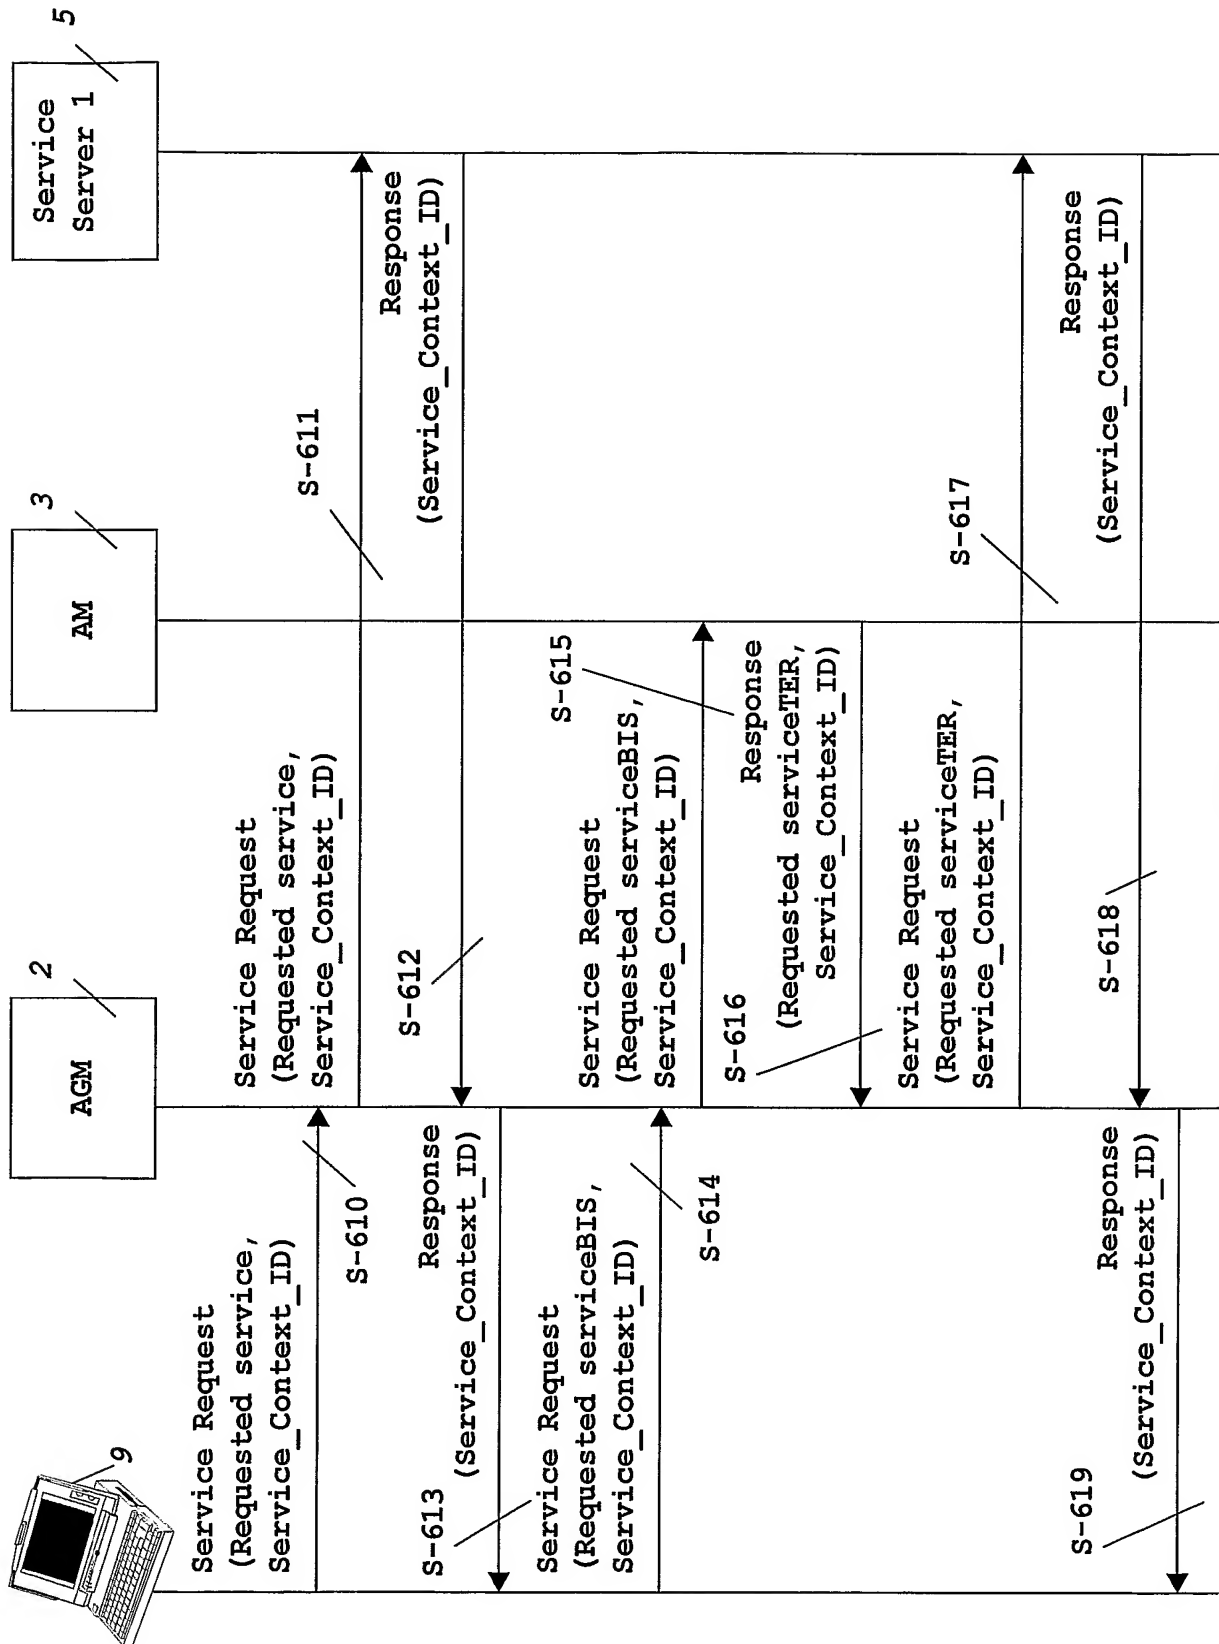 9
AGM
2
AM
3
Service
Server 1
5
Service Request
(Requested service,
Service_Context_ID)
S-610
Service Request
(Requested service,
Service_Context_ID)
S-611
Response
(Service_Context_ID)
S-612
Response
(Service_Context_ID)
S-613
Service Request
(Requested serviceBIS,
Service_Context_ID)
S-614
Service Request
(Requested serviceBIS,
Service_Context_ID)
S-615
Response
(Requested serviceTER,
Service_Context_ID)
S-616
Service Request
(Requested serviceTER,
Service_Context_ID)
S-617
Response
(Service_Context_ID)
S-618
Response
(Service_Context_ID)
S-619